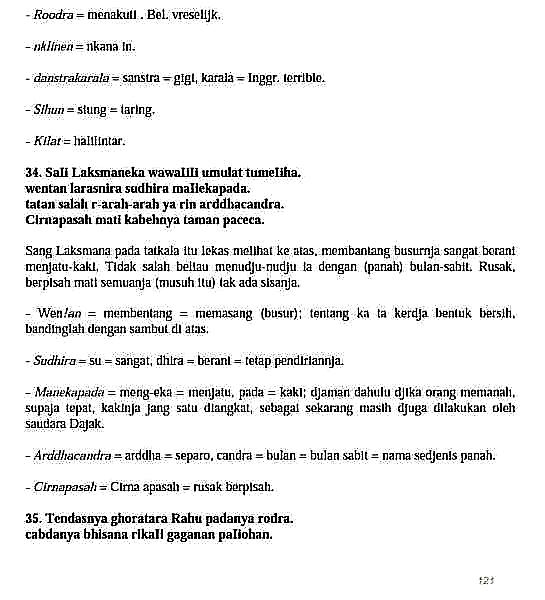 - Roodra = menakuti . Bel. vreselijk.
- nkIinen = nkana in.
- danstrakarala = sanstra = gigi, karala = Inggr. terrible.
- Sihun = siung = taring.
- Kilat = halilintar.
34. Sali Laksmaneka wawalili umulat tumeliha.
wentan larasnira sudhira mallekapada.
tatan salah r-arah-arah ya rin arddhacandra.
Cirnapasah mati kabehnya taman paceca.
Sang Laksmana pada tatkala itu lekas melihat ke atas, membantang busurnja sangat berani
menjatu-kaki, Tidak salah beliau menudju-nudju ia dengan (panah) bulan-sabit. Rusak,
berpisah mati semuanja (musuh itu) tak ada sisanja.
- Wentan = membentang = memasang (busur); tentang ka ta kerdja bentuk bersih,
bandinglah dengan sambut di atas.
- Sudhira = su = sangat, dhira = berani = tetap pendiriannja.
- Manekapada = meng-eka = menjatu, pada = kaki; djaman dahulu djika orang memanah,
supaja tepat, kakinja jang satu diangkat, sebagai sekarang masih djuga dilakukan oleh
saudara Dajak.
- Arddhacandra = arddha = separo, candra = bulan = bulan sabit = nama sedjenis panah.
- Cirnapasah = Cirna apasah = rusak berpisah.
35. Tendasnya ghoratara Rahu padanya rodra.
cabdanya bhisana rikali gaganan paliohan.
121